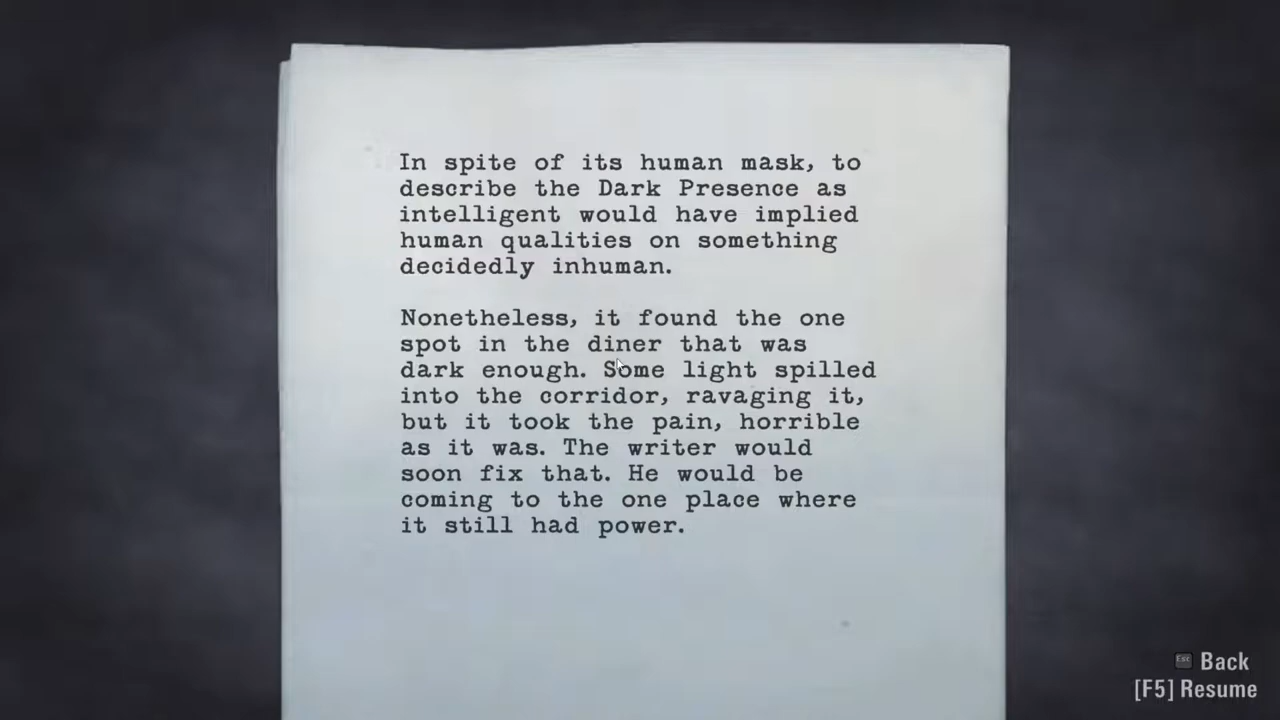 In spite of its human mask, to
describe the Dark Presence as
intelligent would have implied
human qualities on something
decidedly inhuman.
Nonetheless, it found the one
spot in the diner that was
dark enough. Some light spilled
into the corridor, ravaging it,
but it took the pain, horrible
as it was. The writer would
soon fix that. He would be
coming to the one place where
it still had power.
Esc Back
[F5] Resume